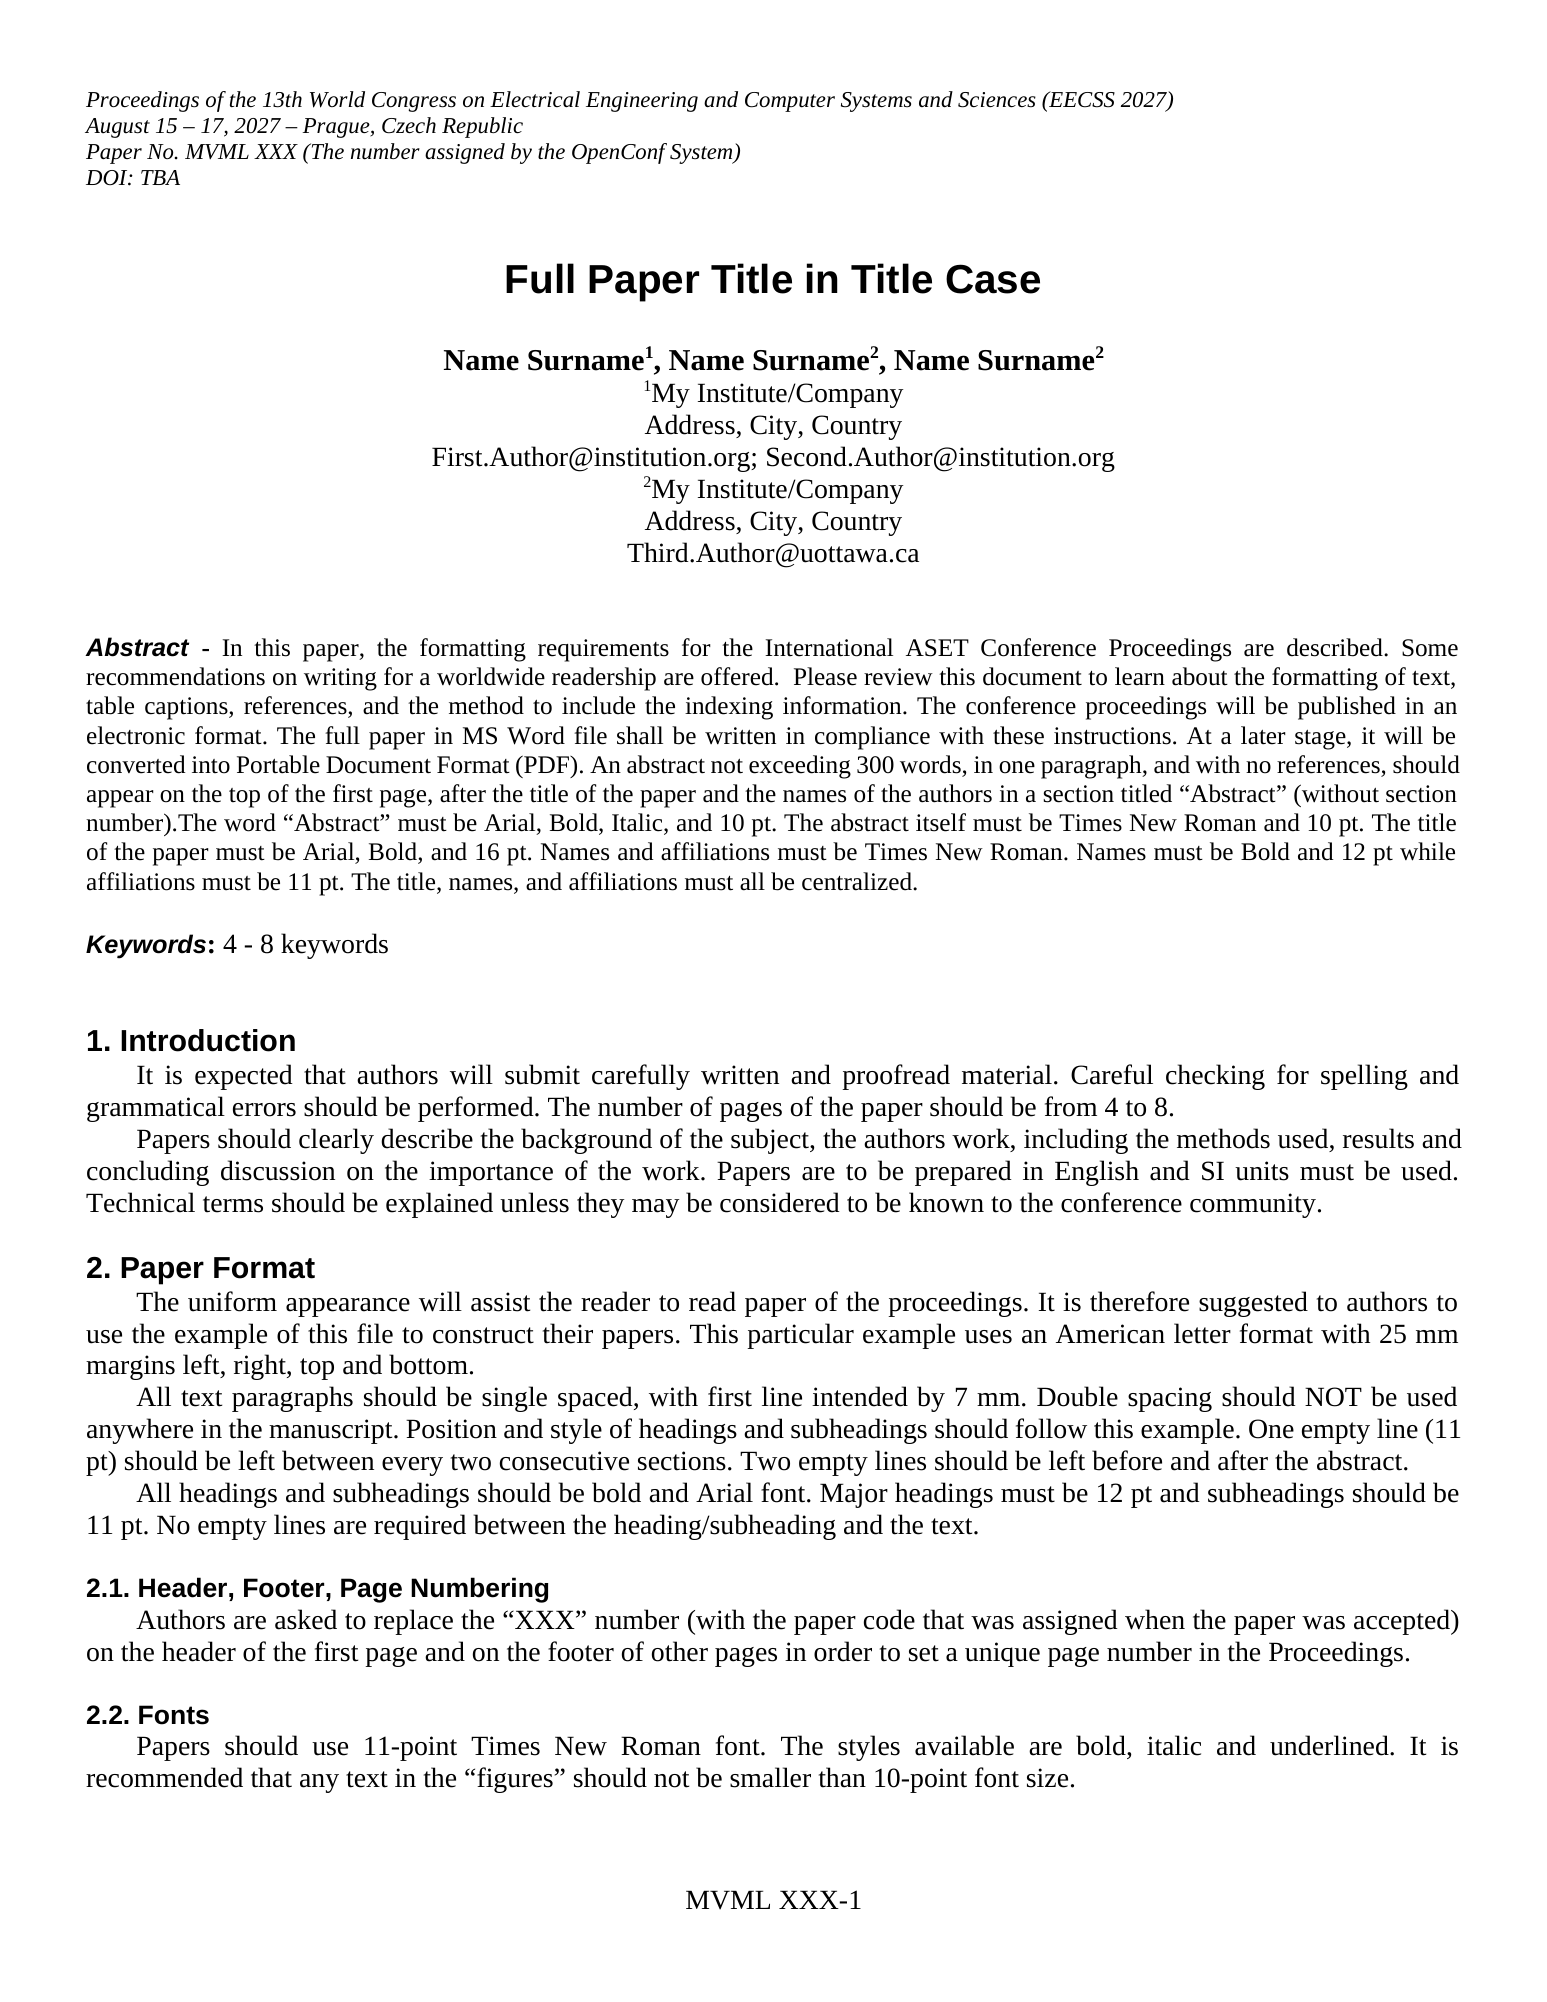 Proceedings of the 13th World Congress on Electrical Engineering and Computer Systems and Sciences (EECSS 2027)
August 15 – 17, 2027 – Prague, Czech Republic
Paper No. MVML XXX (The number assigned by the OpenConf System)
DOI: TBA
Full Paper Title in Title Case
Name Surname¹, Name Surname², Name Surname²
¹My Institute/Company
Address, City, Country
First.Author@institution.org; Second.Author@institution.org
²My Institute/Company
Address, City, Country
Third.Author@uottawa.ca
Abstract - In this paper, the formatting requirements for the International ASET Conference Proceedings are described. Some
recommendations on writing for a worldwide readership are offered.  Please review this document to learn about the formatting of text,
table captions, references, and the method to include the indexing information. The conference proceedings will be published in an
electronic format. The full paper in MS Word file shall be written in compliance with these instructions. At a later stage, it will be
converted into Portable Document Format (PDF). An abstract not exceeding 300 words, in one paragraph, and with no references, should
appear on the top of the first page, after the title of the paper and the names of the authors in a section titled “Abstract” (without section
number).The word “Abstract” must be Arial, Bold, Italic, and 10 pt. The abstract itself must be Times New Roman and 10 pt. The title
of the paper must be Arial, Bold, and 16 pt. Names and affiliations must be Times New Roman. Names must be Bold and 12 pt while
affiliations must be 11 pt. The title, names, and affiliations must all be centralized.
Keywords: 4 - 8 keywords
1. Introduction
It is expected that authors will submit carefully written and proofread material. Careful checking for spelling and
grammatical errors should be performed. The number of pages of the paper should be from 4 to 8.
Papers should clearly describe the background of the subject, the authors work, including the methods used, results and
concluding discussion on the importance of the work. Papers are to be prepared in English and SI units must be used.
Technical terms should be explained unless they may be considered to be known to the conference community.
2. Paper Format
The uniform appearance will assist the reader to read paper of the proceedings. It is therefore suggested to authors to
use the example of this file to construct their papers. This particular example uses an American letter format with 25 mm
margins left, right, top and bottom.
All text paragraphs should be single spaced, with first line intended by 7 mm. Double spacing should NOT be used
anywhere in the manuscript. Position and style of headings and subheadings should follow this example. One empty line (11
pt) should be left between every two consecutive sections. Two empty lines should be left before and after the abstract.
All headings and subheadings should be bold and Arial font. Major headings must be 12 pt and subheadings should be
11 pt. No empty lines are required between the heading/subheading and the text.
2.1. Header, Footer, Page Numbering
Authors are asked to replace the “XXX” number (with the paper code that was assigned when the paper was accepted)
on the header of the first page and on the footer of other pages in order to set a unique page number in the Proceedings.
2.2. Fonts
Papers should use 11-point Times New Roman font. The styles available are bold, italic and underlined. It is
recommended that any text in the “figures” should not be smaller than 10-point font size.
MVML XXX-1